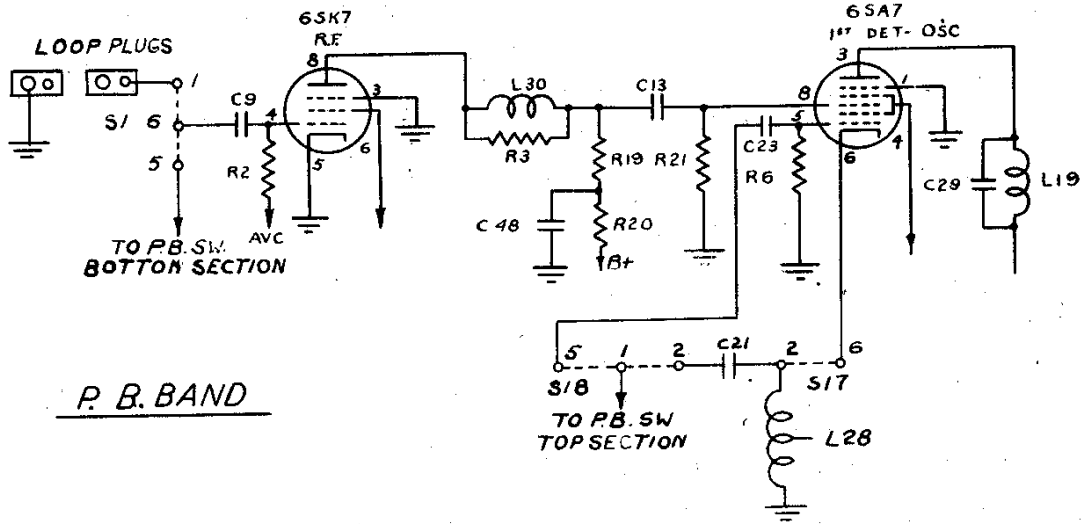 6SK7
R.F.
8
3
4
5
6
LOOP PLUGS
1
S1
6
5
C9
R2
AVC
TO P.B. SW.
BOTTON SECTION
L30
R3
C13
R19
R21
C48
R20
B+
6SA7
1ST DET-OSC
3
1
8
5
6
4
C23
R6
C29
L19
5
1
2
C21
2
6
S18
S17
TO P.B. SW
TOP SECTION
L28
P. B. BAND